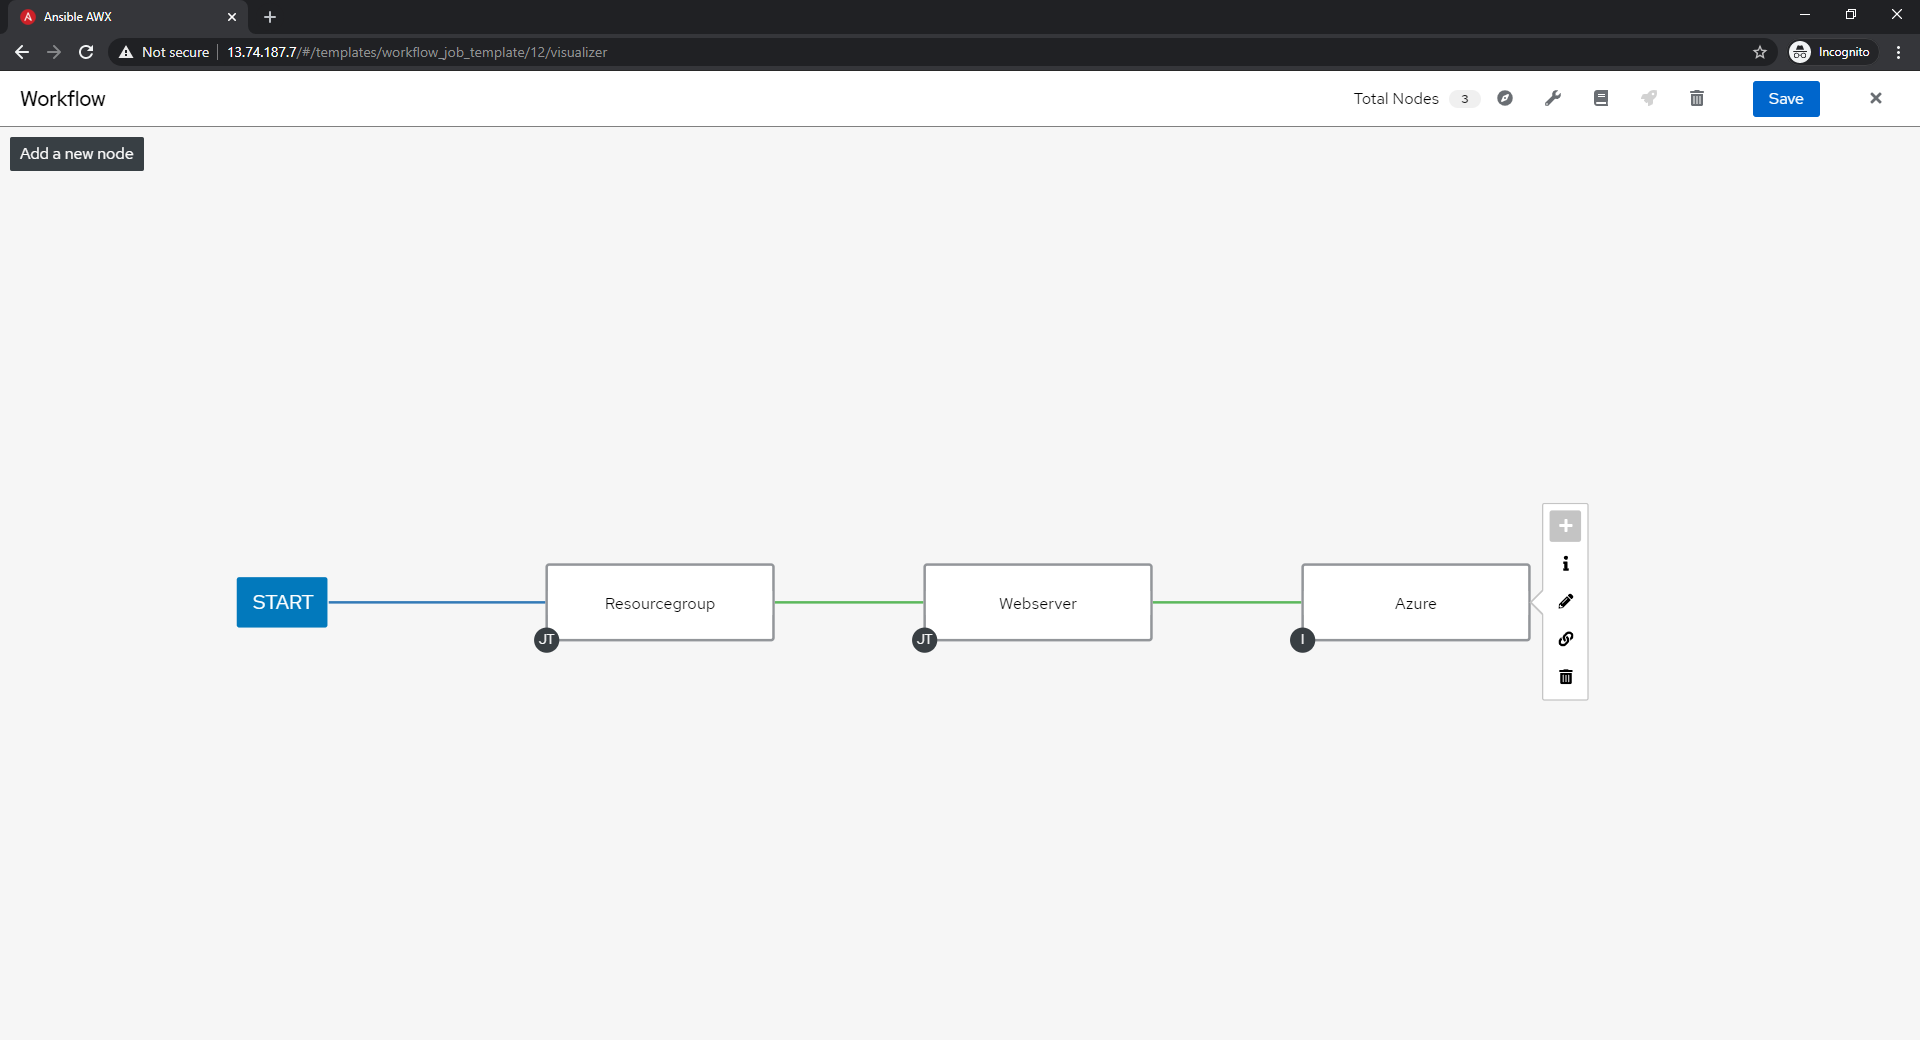 Ansible AWX
Not secure 13.74.187.7/#/templates/workflow_job_template/12/visualizer
Incognito
Workflow
Total Nodes 3
Save
Add a new node
START
Resourcegroup
JT
Webserver
JT
Azure
I